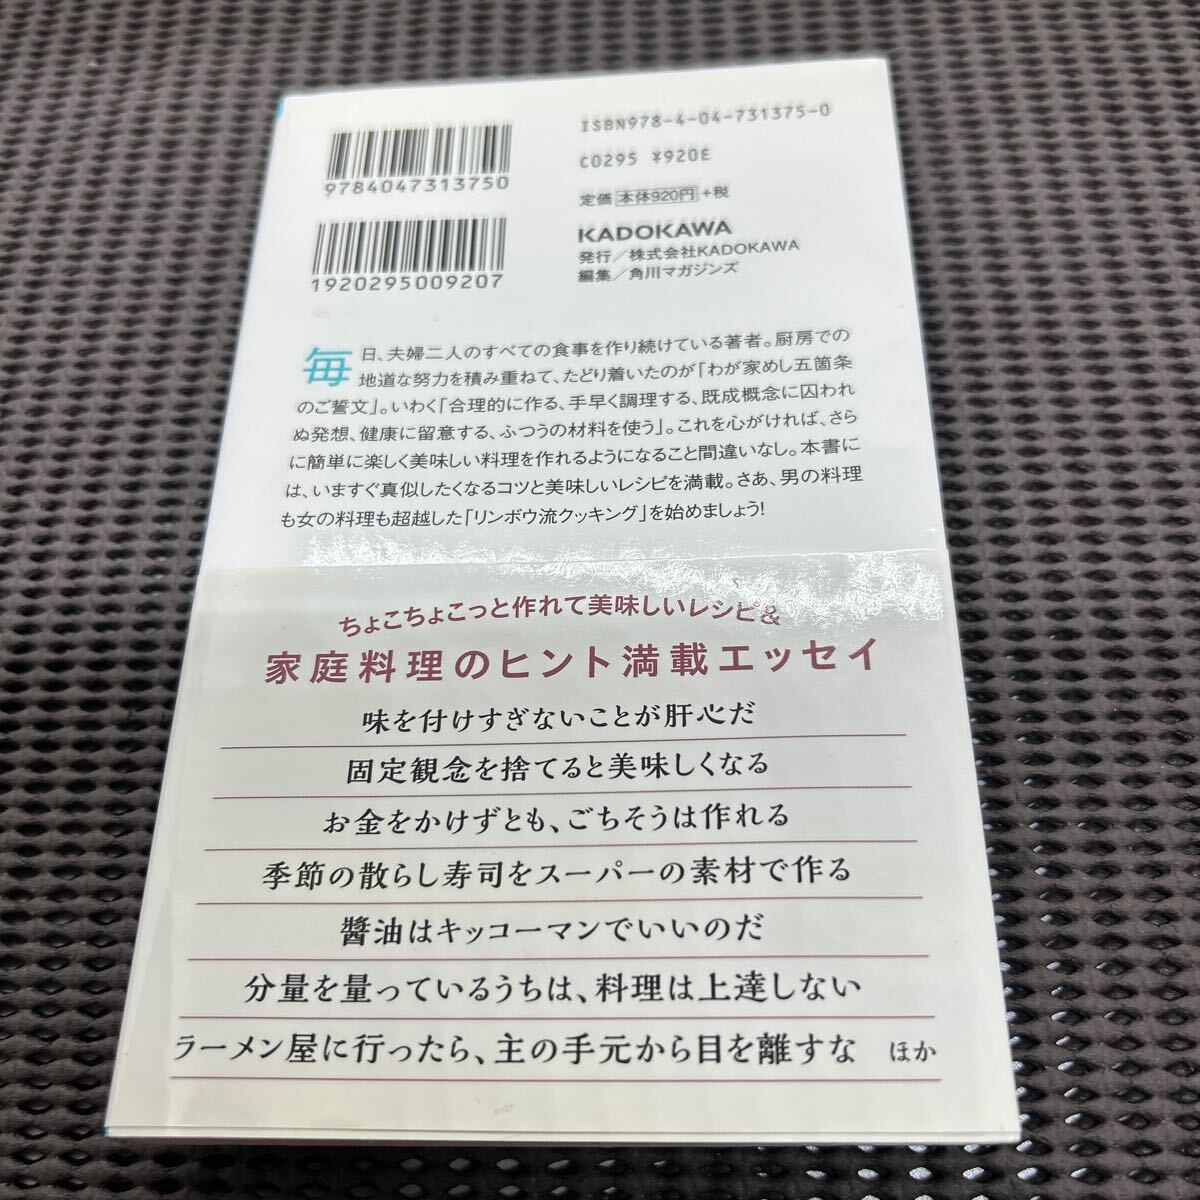 ISBN978-4-04-731375-0
C0295 ¥920E
定価 本体920円 +税
KADOKAWA
発行／株式会社KADOKAWA
編集／角川マガジンズ
9784047313750
1920295009207
毎日、夫婦二人のすべての食事を作り続けている著者。厨房での
地道な努力を積み重ねて、たどり着いたのが「わが家めし五箇条
のご誓文」。いわく「合理的に作る、手早く調理する、既成概念に囚われ
ぬ発想、健康に留意する、ふつうの材料を使う」。これを心がければ、さら
に簡単に楽しく美味しい料理を作れるようになること間違いなし。本書に
は、いますぐ真似したくなるコツと美味しいレシピを満載。さあ、男の料理
も女の料理も超越した「リンボウ流クッキング」を始めましょう!
ちょこちょこっと作れて美味しいレシピ&
家庭料理のヒント満載エッセイ
味を付けすぎないことが肝心だ
固定観念を捨てると美味しくなる
お金をかけずとも、ごちそうは作れる
季節の散らし寿司をスーパーの素材で作る
醬油はキッコーマンでいいのだ
分量を量っているうちは、料理は上達しない
ラーメン屋に行ったら、主の手元から目を離すな ほか